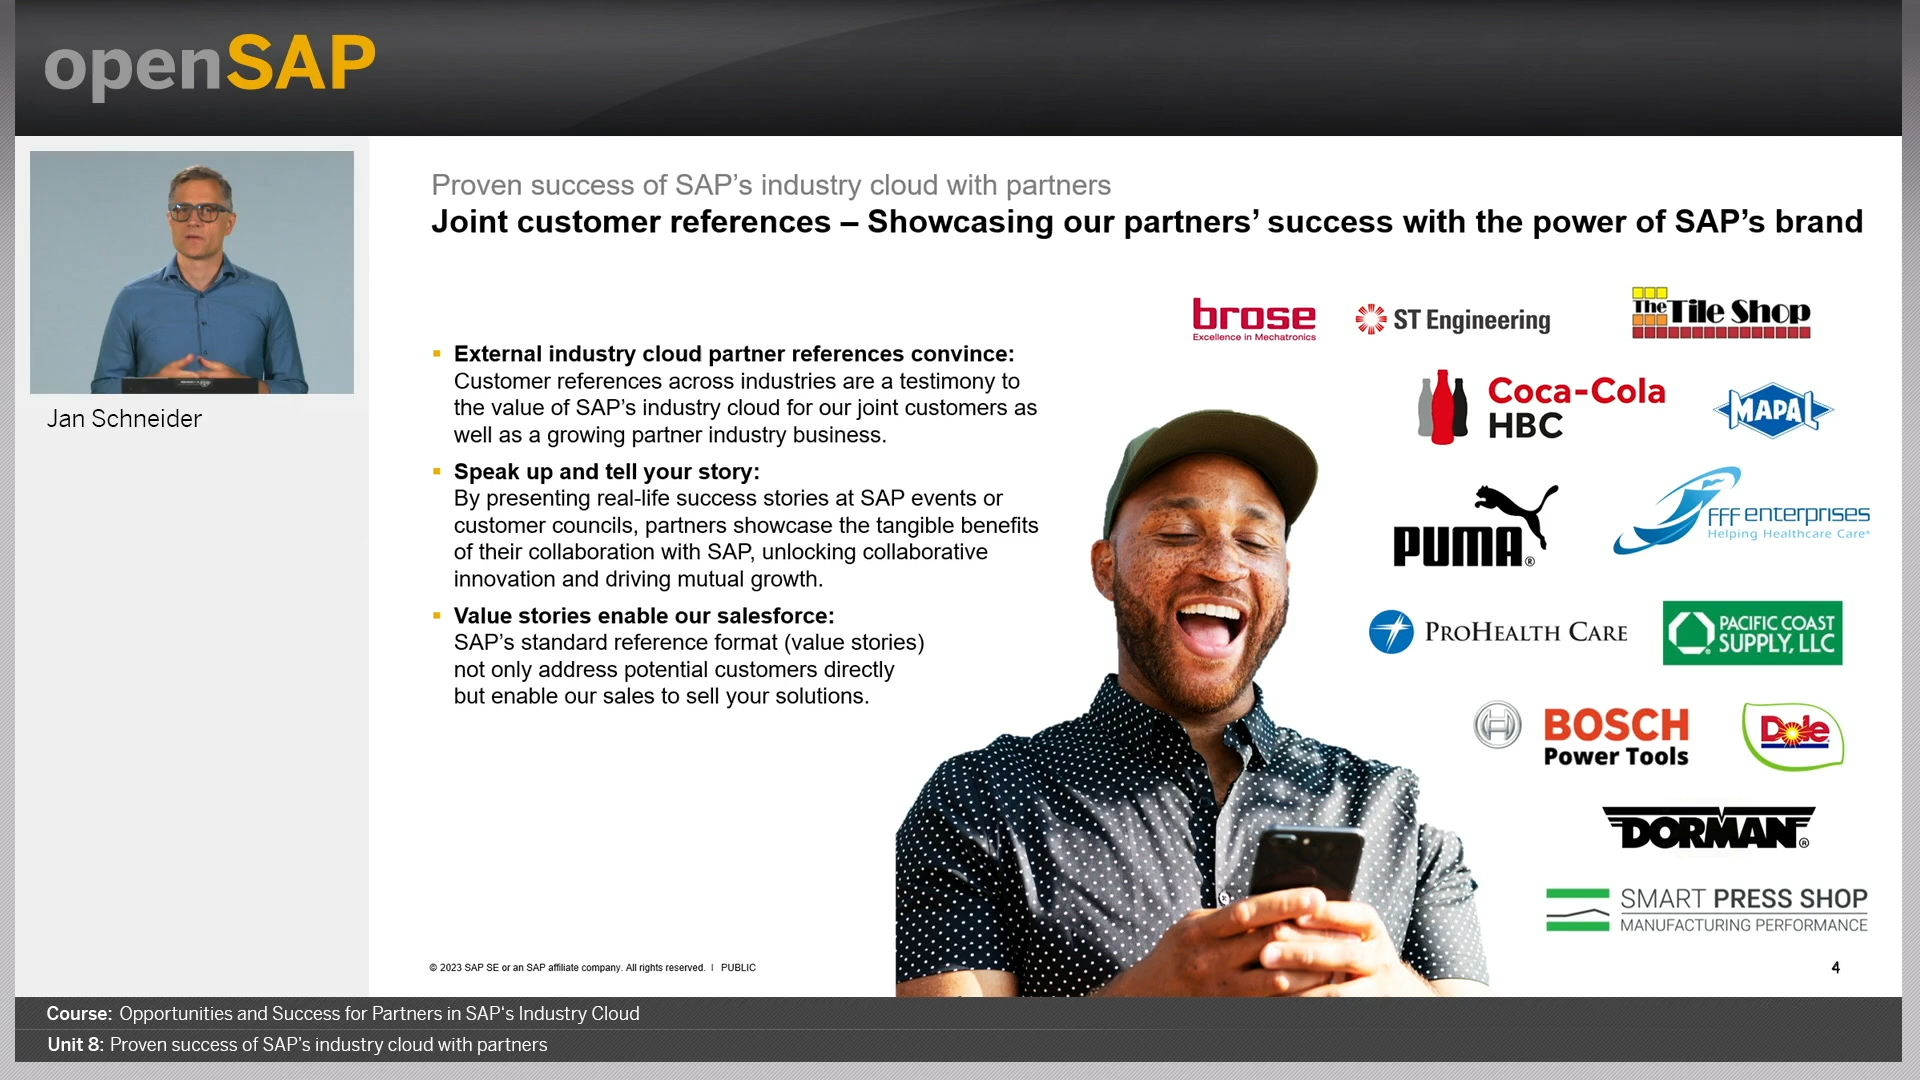 openSAP
Jan Schneider
Proven success of SAP’s industry cloud with partners
Joint customer references – Showcasing our partners’ success with the power of SAP’s brand
External industry cloud partner references convince:
Customer references across industries are a testimony to
the value of SAP’s industry cloud for our joint customers as
well as a growing partner industry business.
Speak up and tell your story:
By presenting real-life success stories at SAP events or
customer councils, partners showcase the tangible benefits
of their collaboration with SAP, unlocking collaborative
innovation and driving mutual growth.
Value stories enable our salesforce:
SAP’s standard reference format (value stories)
not only address potential customers directly
but enable our sales to sell your solutions.
brose
Excellence in Mechatronics
ST Engineering
The Tile Shop
Coca-Cola
HBC
MAPAL
PUMA®
FFF enterprises
Helping Healthcare Care®
PROHEALTH CARE
PACIFIC COAST
SUPPLY, LLC
BOSCH
Power Tools
Dole
DORMAN®
SMART PRESS SHOP
MANUFACTURING PERFORMANCE
© 2023 SAP SE or an SAP affiliate company. All rights reserved. | PUBLIC
4
Course: Opportunities and Success for Partners in SAP's Industry Cloud
Unit 8: Proven success of SAP’s industry cloud with partners